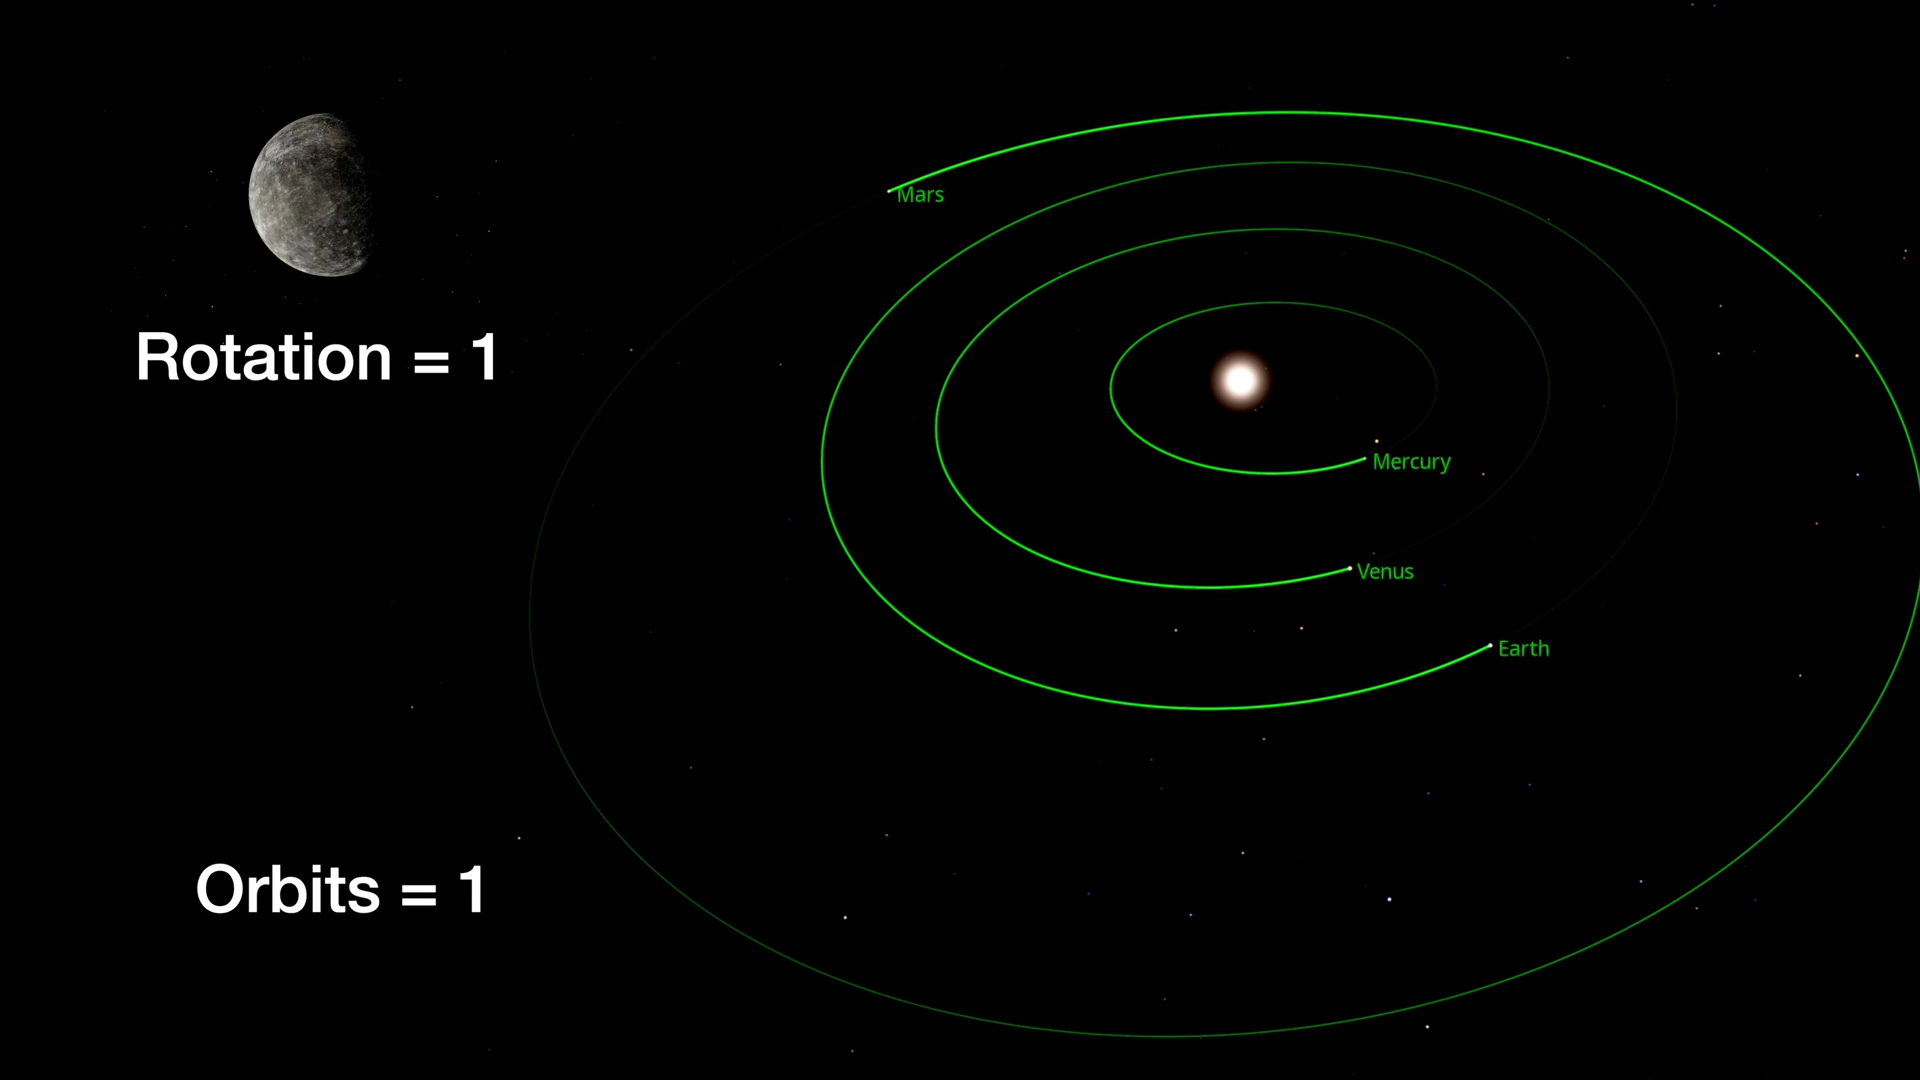 Mars
Rotation = 1
Mercury
Venus
Earth
Orbits = 1